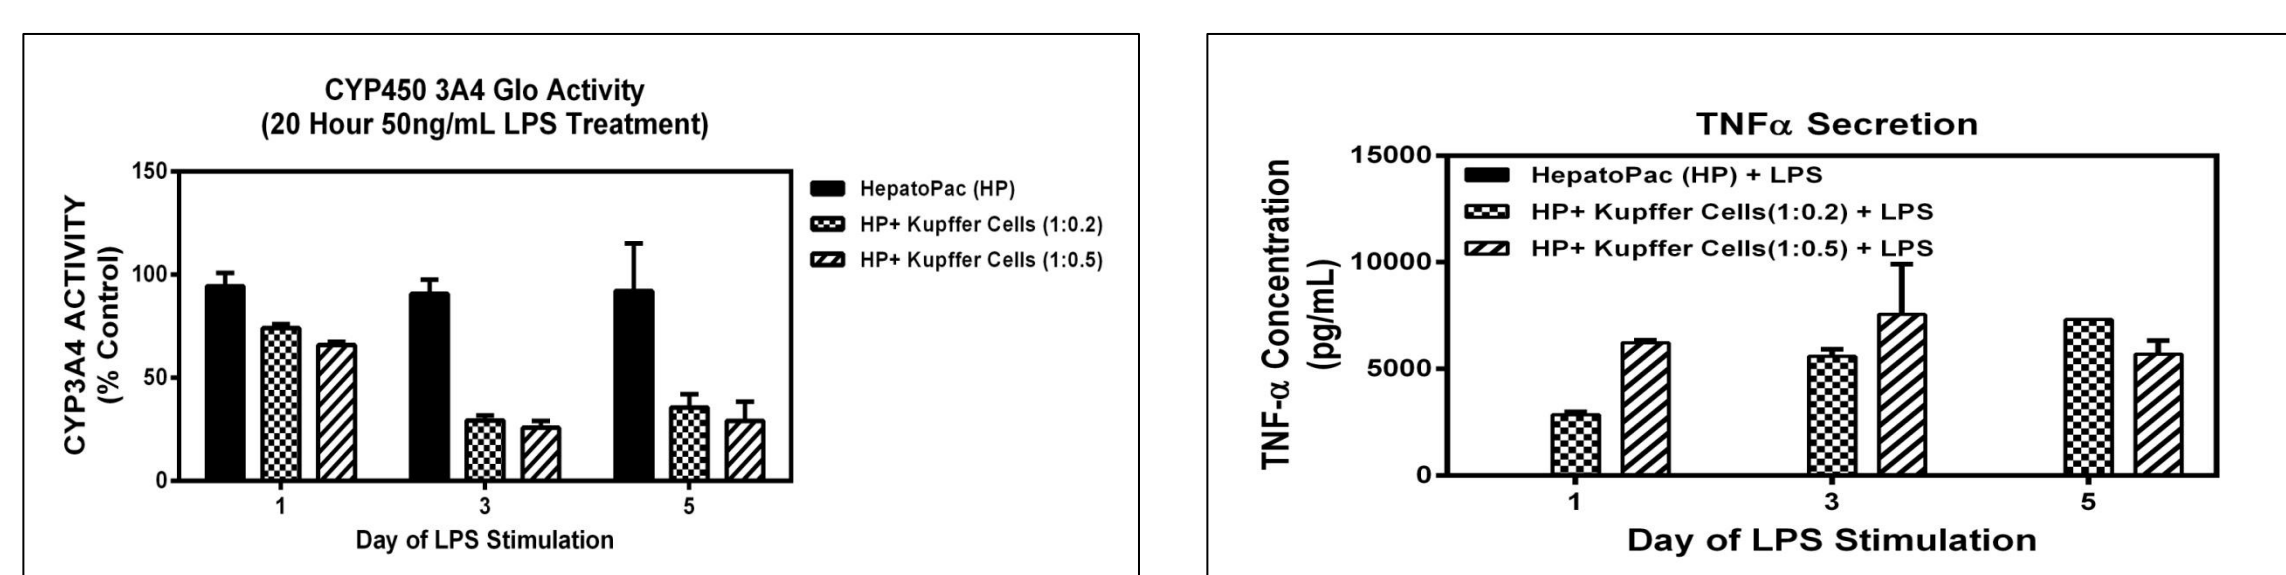 CYP450 3A4 Glo Activity
(20 Hour 50ng/mL LPS Treatment)
CYP3A4 ACTIVITY
(% Control)
150
100
50
0
1
3
5
Day of LPS Stimulation
HepatoPac (HP)
HP+ Kupffer Cells (1:0.2)
HP+ Kupffer Cells (1:0.5)
TNFα Secretion
TNF-α Concentration
(pg/mL)
15000
10000
5000
0
HepatoPac (HP) + LPS
HP+ Kupffer Cells(1:0.2) + LPS
HP+ Kupffer Cells(1:0.5) + LPS
1
3
5
Day of LPS Stimulation